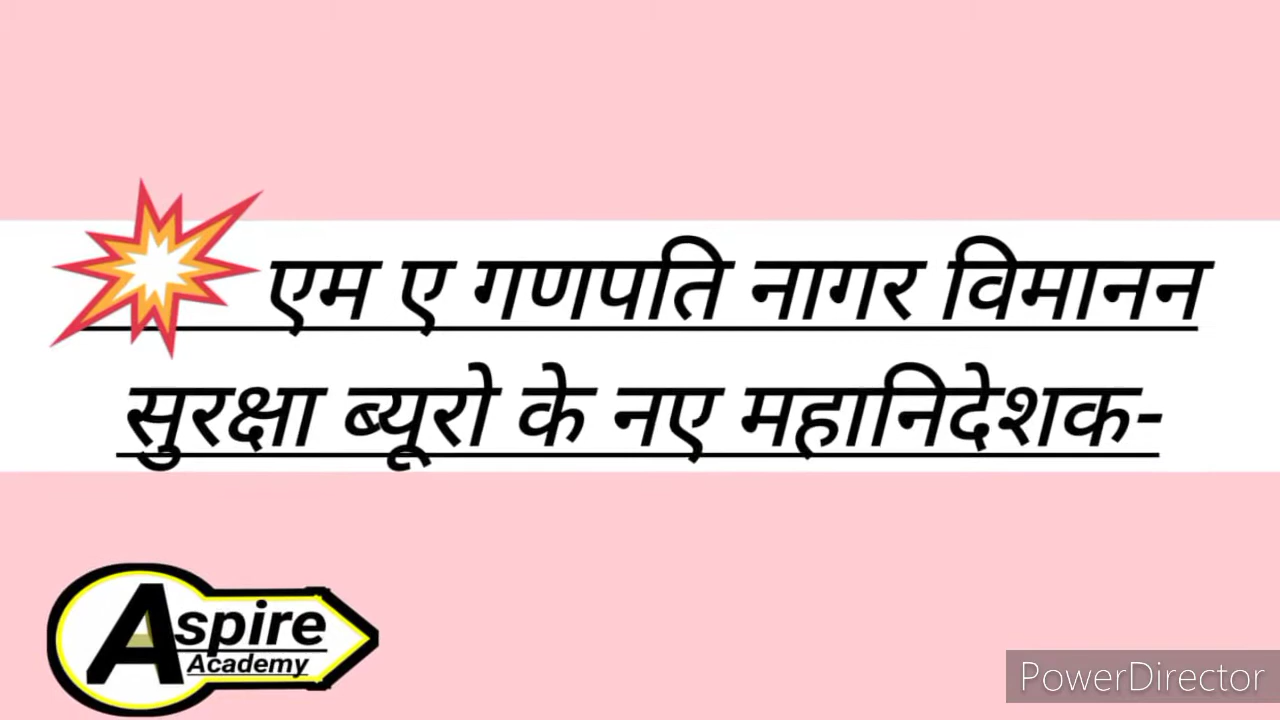 एम ए गणपति नागर विमानन
सुरक्षा ब्यूरो के नए महानिदेशक-
Aspire
Academy
PowerDirector